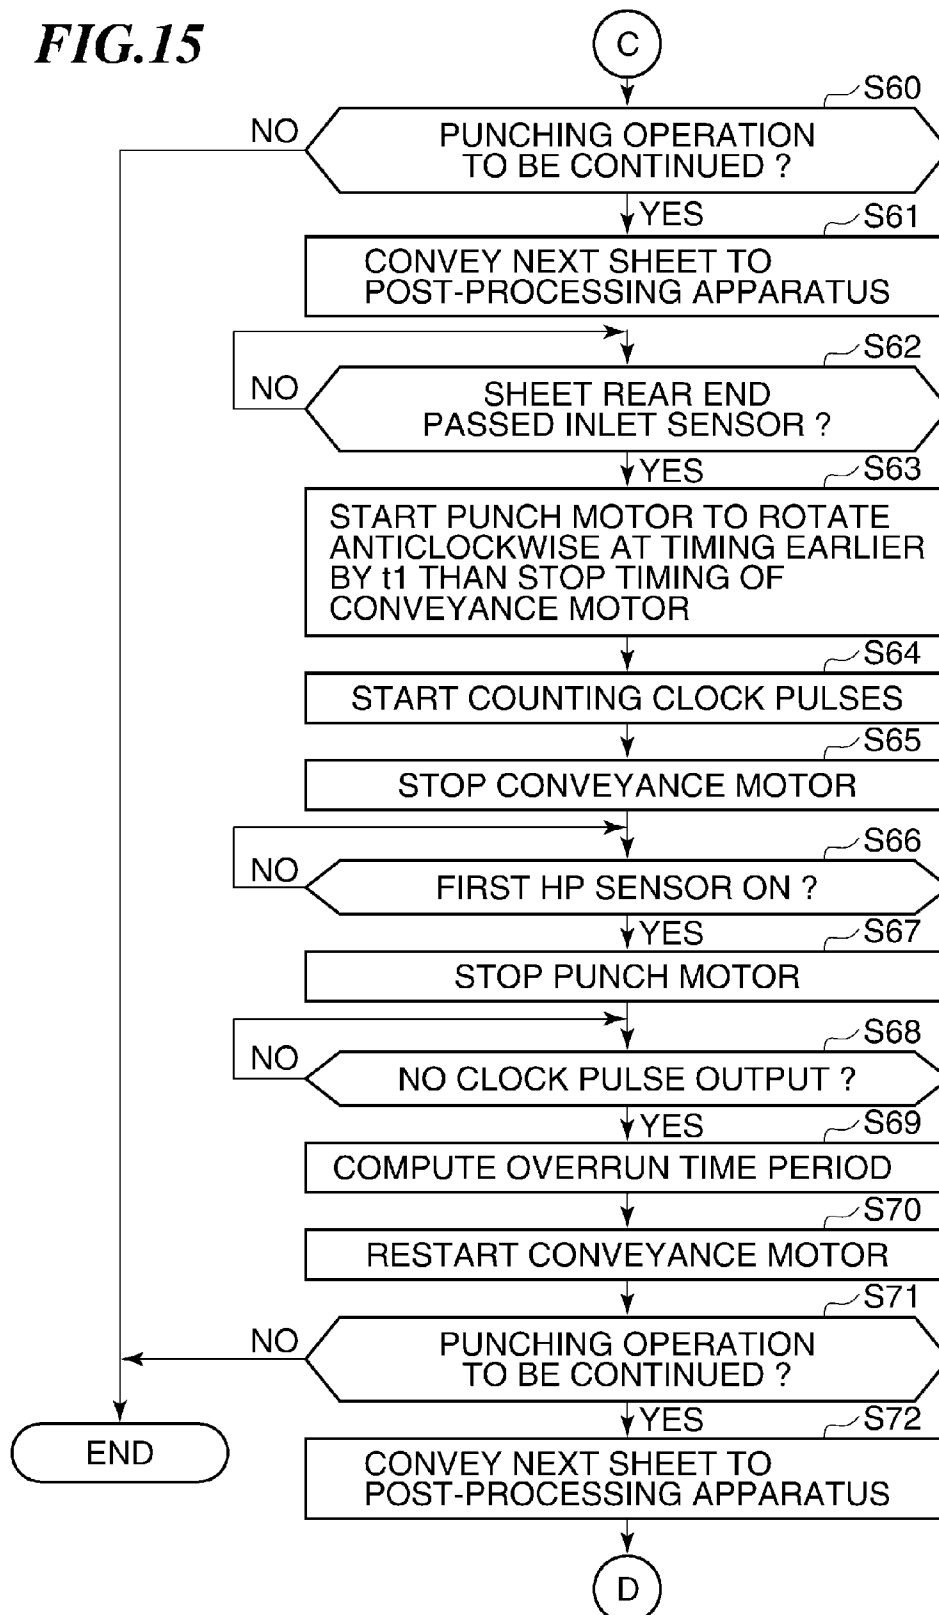 FIG.15
C
S60
NO
PUNCHING OPERATION
TO BE CONTINUED ?
YES
S61
CONVEY NEXT SHEET TO
POST-PROCESSING APPARATUS
S62
NO
SHEET REAR END
PASSED INLET SENSOR ?
YES
S63
START PUNCH MOTOR TO ROTATE
ANTICLOCKWISE AT TIMING EARLIER
BY t1 THAN STOP TIMING OF
CONVEYANCE MOTOR
S64
START COUNTING CLOCK PULSES
S65
STOP CONVEYANCE MOTOR
S66
NO
FIRST HP SENSOR ON ?
YES
S67
STOP PUNCH MOTOR
S68
NO
NO CLOCK PULSE OUTPUT ?
YES
S69
COMPUTE OVERRUN TIME PERIOD
S70
RESTART CONVEYANCE MOTOR
S71
NO
PUNCHING OPERATION
TO BE CONTINUED ?
YES
S72
END
CONVEY NEXT SHEET TO
POST-PROCESSING APPARATUS
D